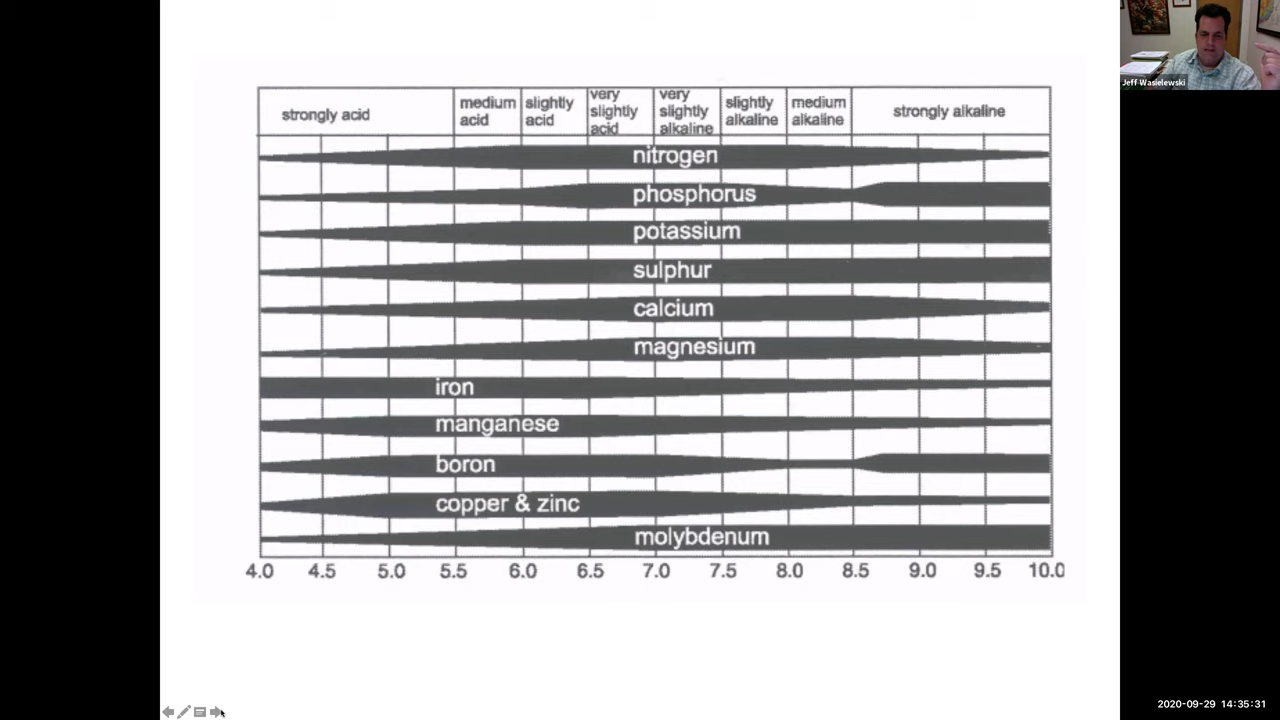 Jeff Wasielewski
strongly acid
medium
acid
slightly
acid
very
slightly
acid
very
slightly
alkaline
slightly
alkaline
medium
alkaline
strongly alkaline
nitrogen
phosphorus
potassium
sulphur
calcium
magnesium
iron
manganese
boron
copper & zinc
molybdenum
4.0 4.5 5.0 5.5 6.0 6.5 7.0 7.5 8.0 8.5 9.0 9.5 10.0
2020-09-29 14:35:31